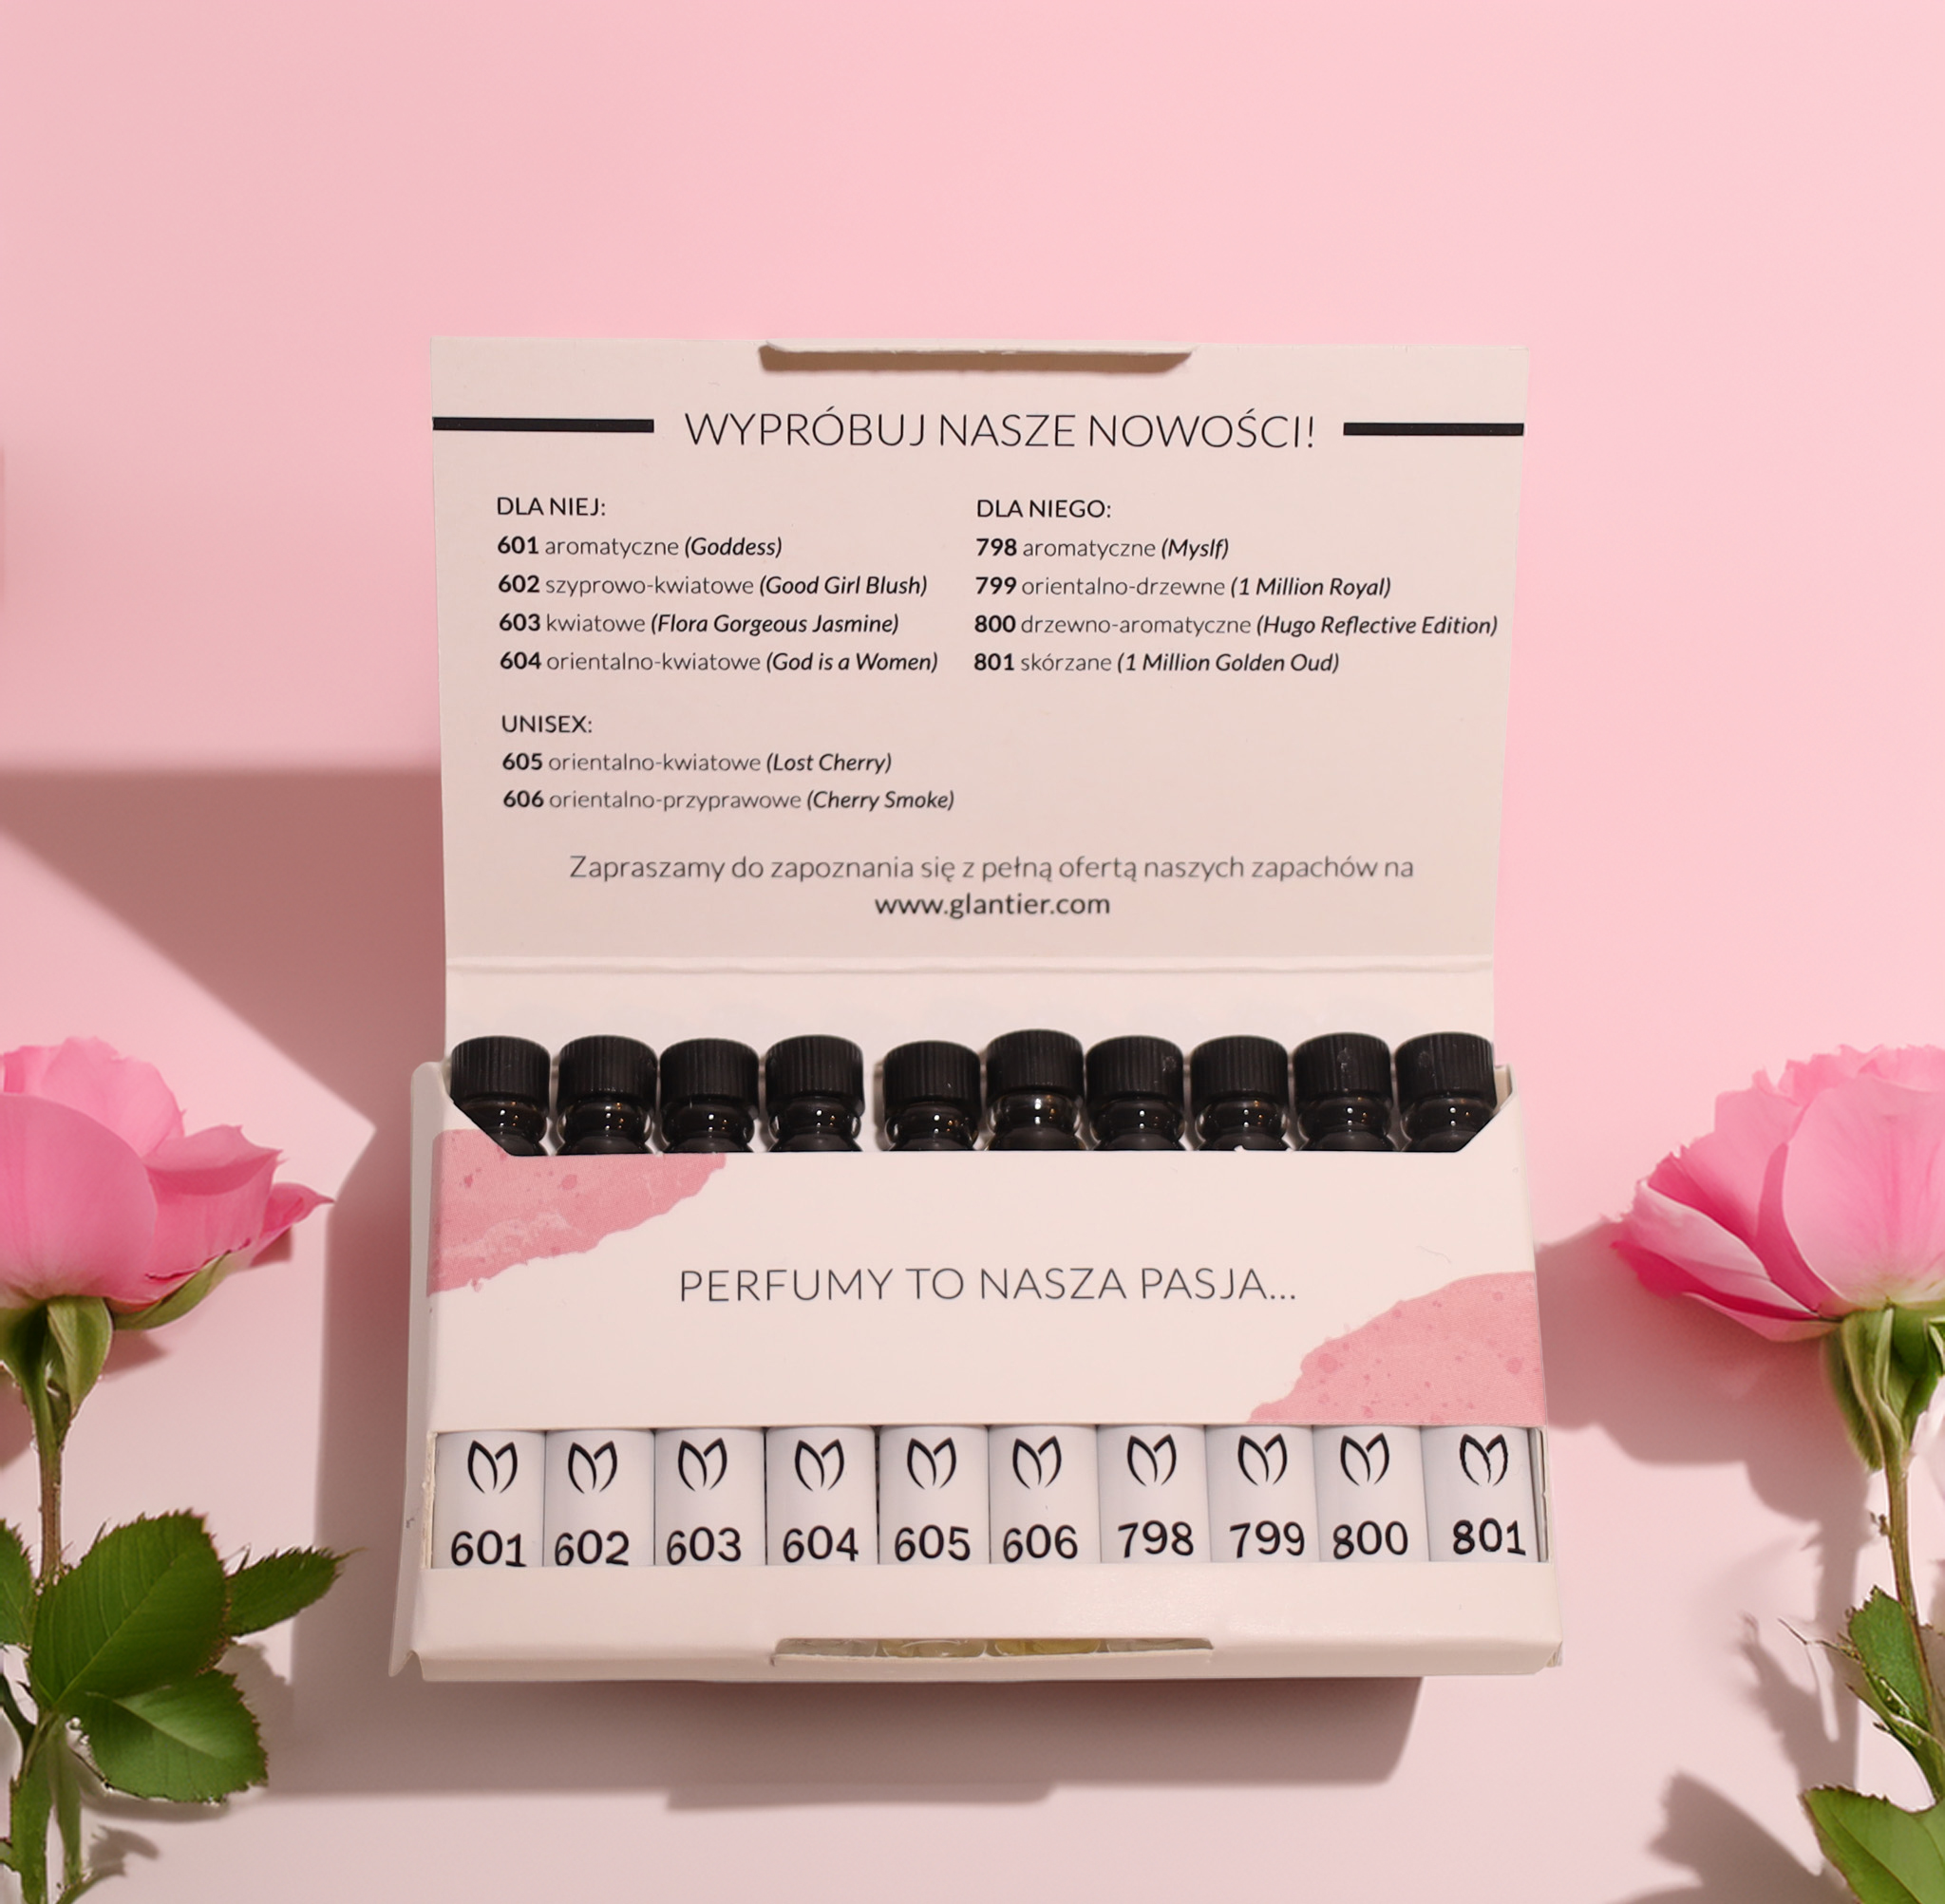 WYPRÓBUJ NASZE NOWOŚCI!
DLA NIEJ:
601 aromatyczne (Goddess)
602 szyprowo-kwiatowe (Good Girl Blush)
603 kwiatowe (Flora Gorgeous Jasmine)
604 orientalno-kwiatowe (God is a Women)
DLA NIEGO:
798 aromatyczne (Myslf)
799 orientalno-drzewne (1 Million Royal)
800 drzewno-aromatyczne (Hugo Reflective Edition)
801 skórzane (1 Million Golden Oud)
UNISEX:
605 orientalno-kwiatowe (Lost Cherry)
606 orientalno-przyprawowe (Cherry Smoke)
Zapraszamy do zapoznania się z pełną ofertą naszych zapachów na
www.glantier.com
PERFUMY TO NASZA PASJA...
601 602 603 604 605 606 798 799 800 801